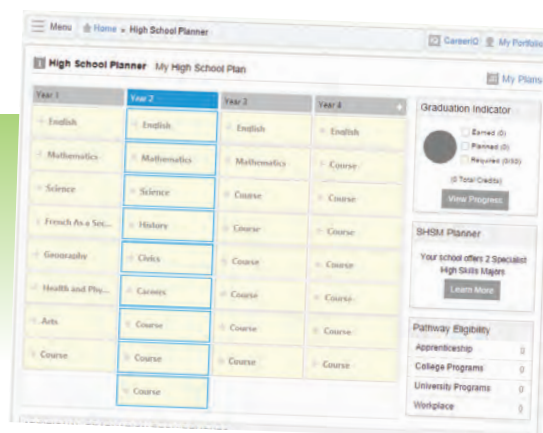 Menu Home » High School Planner
CareerIQ My Portfolio
High School Planner My High School Plan
My Plans
Year 1 Year 2 Year 3 Year 4
English English English English
Mathematics Mathematics Mathematics Course
Science Science Course Course
French As a Sec... History Course Course
Geography Civics Course Course
Health and Phy... Careers Course Course
Arts Course Course Course
Course Course Course Course
Course
Graduation Indicator
Earned (0)
Planned (0)
Required (0/30)
(0 Total Credits)
View Progress
SHSM Planner
Your school offers 2 Specialist
High Skills Majors
Learn More
Pathway Eligibility
Apprenticeship 0
College Programs 0
University Programs 0
Workplace 0